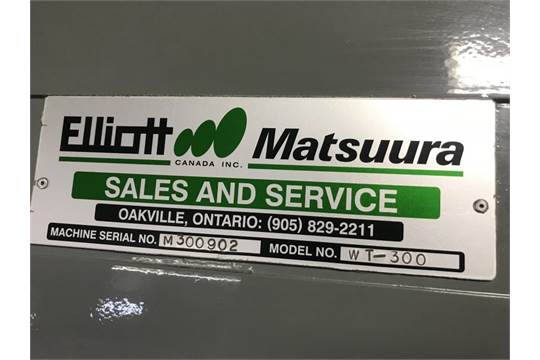 Elliott Matsuura
CANADA INC.
SALES AND SERVICE
OAKVILLE, ONTARIO: (905) 829-2211
MACHINE SERIAL NO. M300902 MODEL NO. WT-300